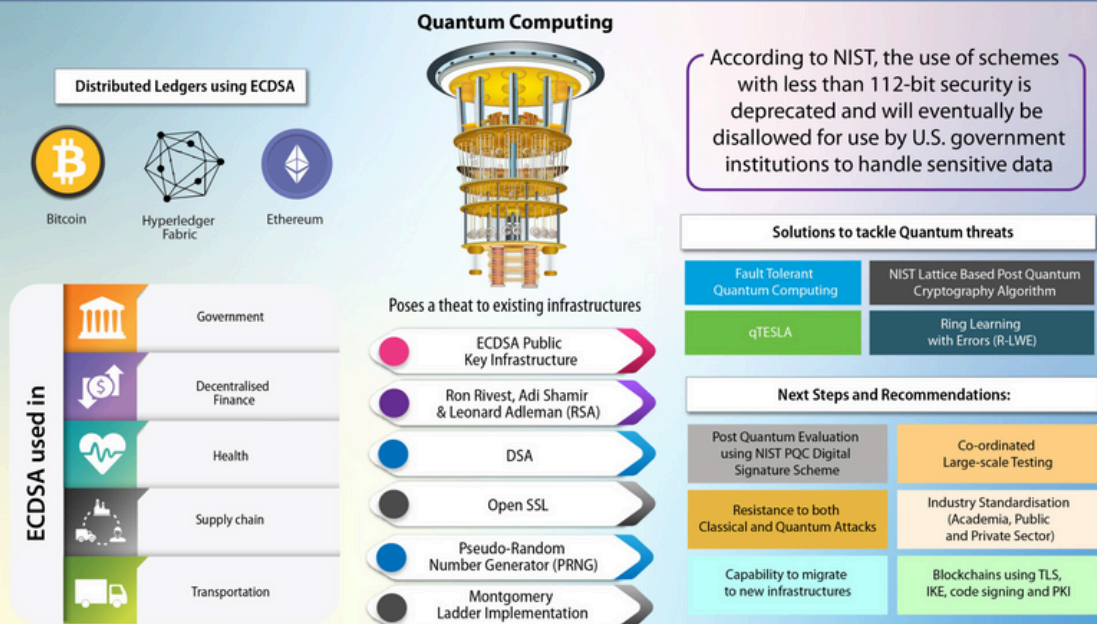 Quantum Computing
Distributed Ledgers using ECDSA
Bitcoin
Hyperledger
Fabric
Ethereum
ECDSA used in
Government
Decentralised
Finance
Health
Supply chain
Transportation
Poses a threat to existing infrastructures
ECDSA Public
Key Infrastructure
Ron Rivest, Adi Shamir
& Leonard Adleman (RSA)
DSA
Open SSL
Pseudo-Random
Number Generator (PRNG)
Montgomery
Ladder Implementation
According to NIST, the use of schemes
with less than 112-bit security is
deprecated and will eventually be
disallowed for use by U.S. government
institutions to handle sensitive data
Solutions to tackle Quantum threats
Fault Tolerant
Quantum Computing
NIST Lattice Based Post Quantum
Cryptography Algorithm
qTESLA
Ring Learning
with Errors (R-LWE)
Next Steps and Recommendations:
Post Quantum Evaluation
using NIST PQC Digital
Signature Scheme
Co-ordinated
Large-scale Testing
Resistance to both
Classical and Quantum Attacks
Industry Standardisation
(Academia, Public
and Private Sector)
Capability to migrate
to new infrastructures
Blockchains using TLS,
IKE, code signing and PKI